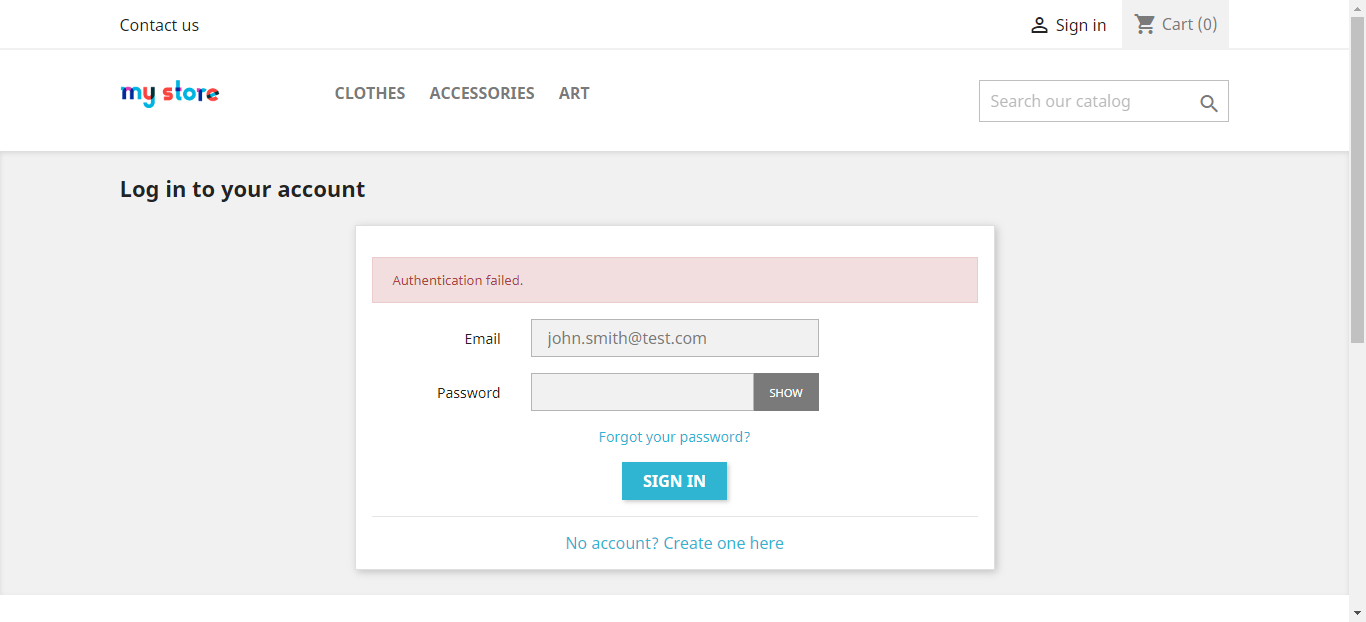 Contact us
Sign in
Cart (0)
my store
CLOTHES
ACCESSORIES
ART
Search our catalog
Log in to your account
Authentication failed.
Email
john.smith@test.com
Password
SHOW
Forgot your password?
SIGN IN
No account? Create one here